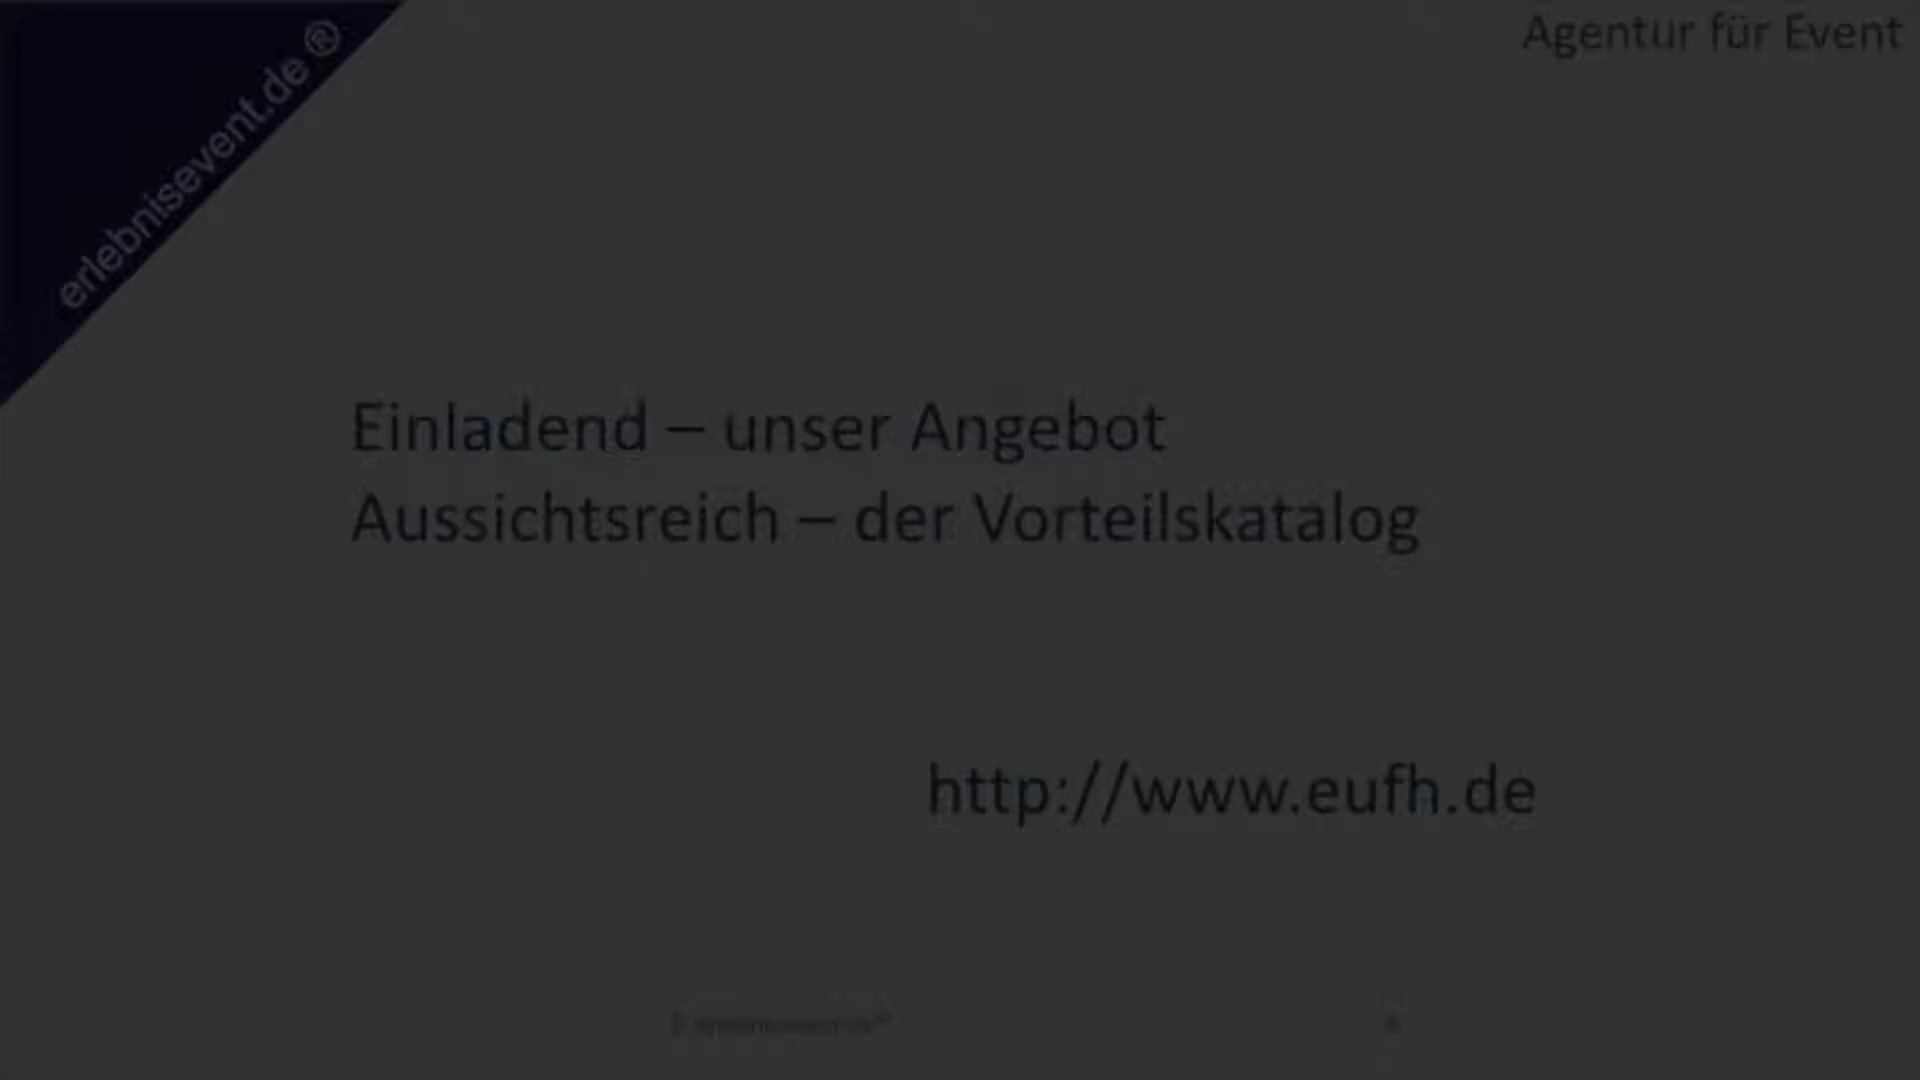 erlebnisevent.de ®
Agentur für Event
Einladend – unser Angebot
Aussichtsreich – der Vorteilskatalog
http://www.eufh.de